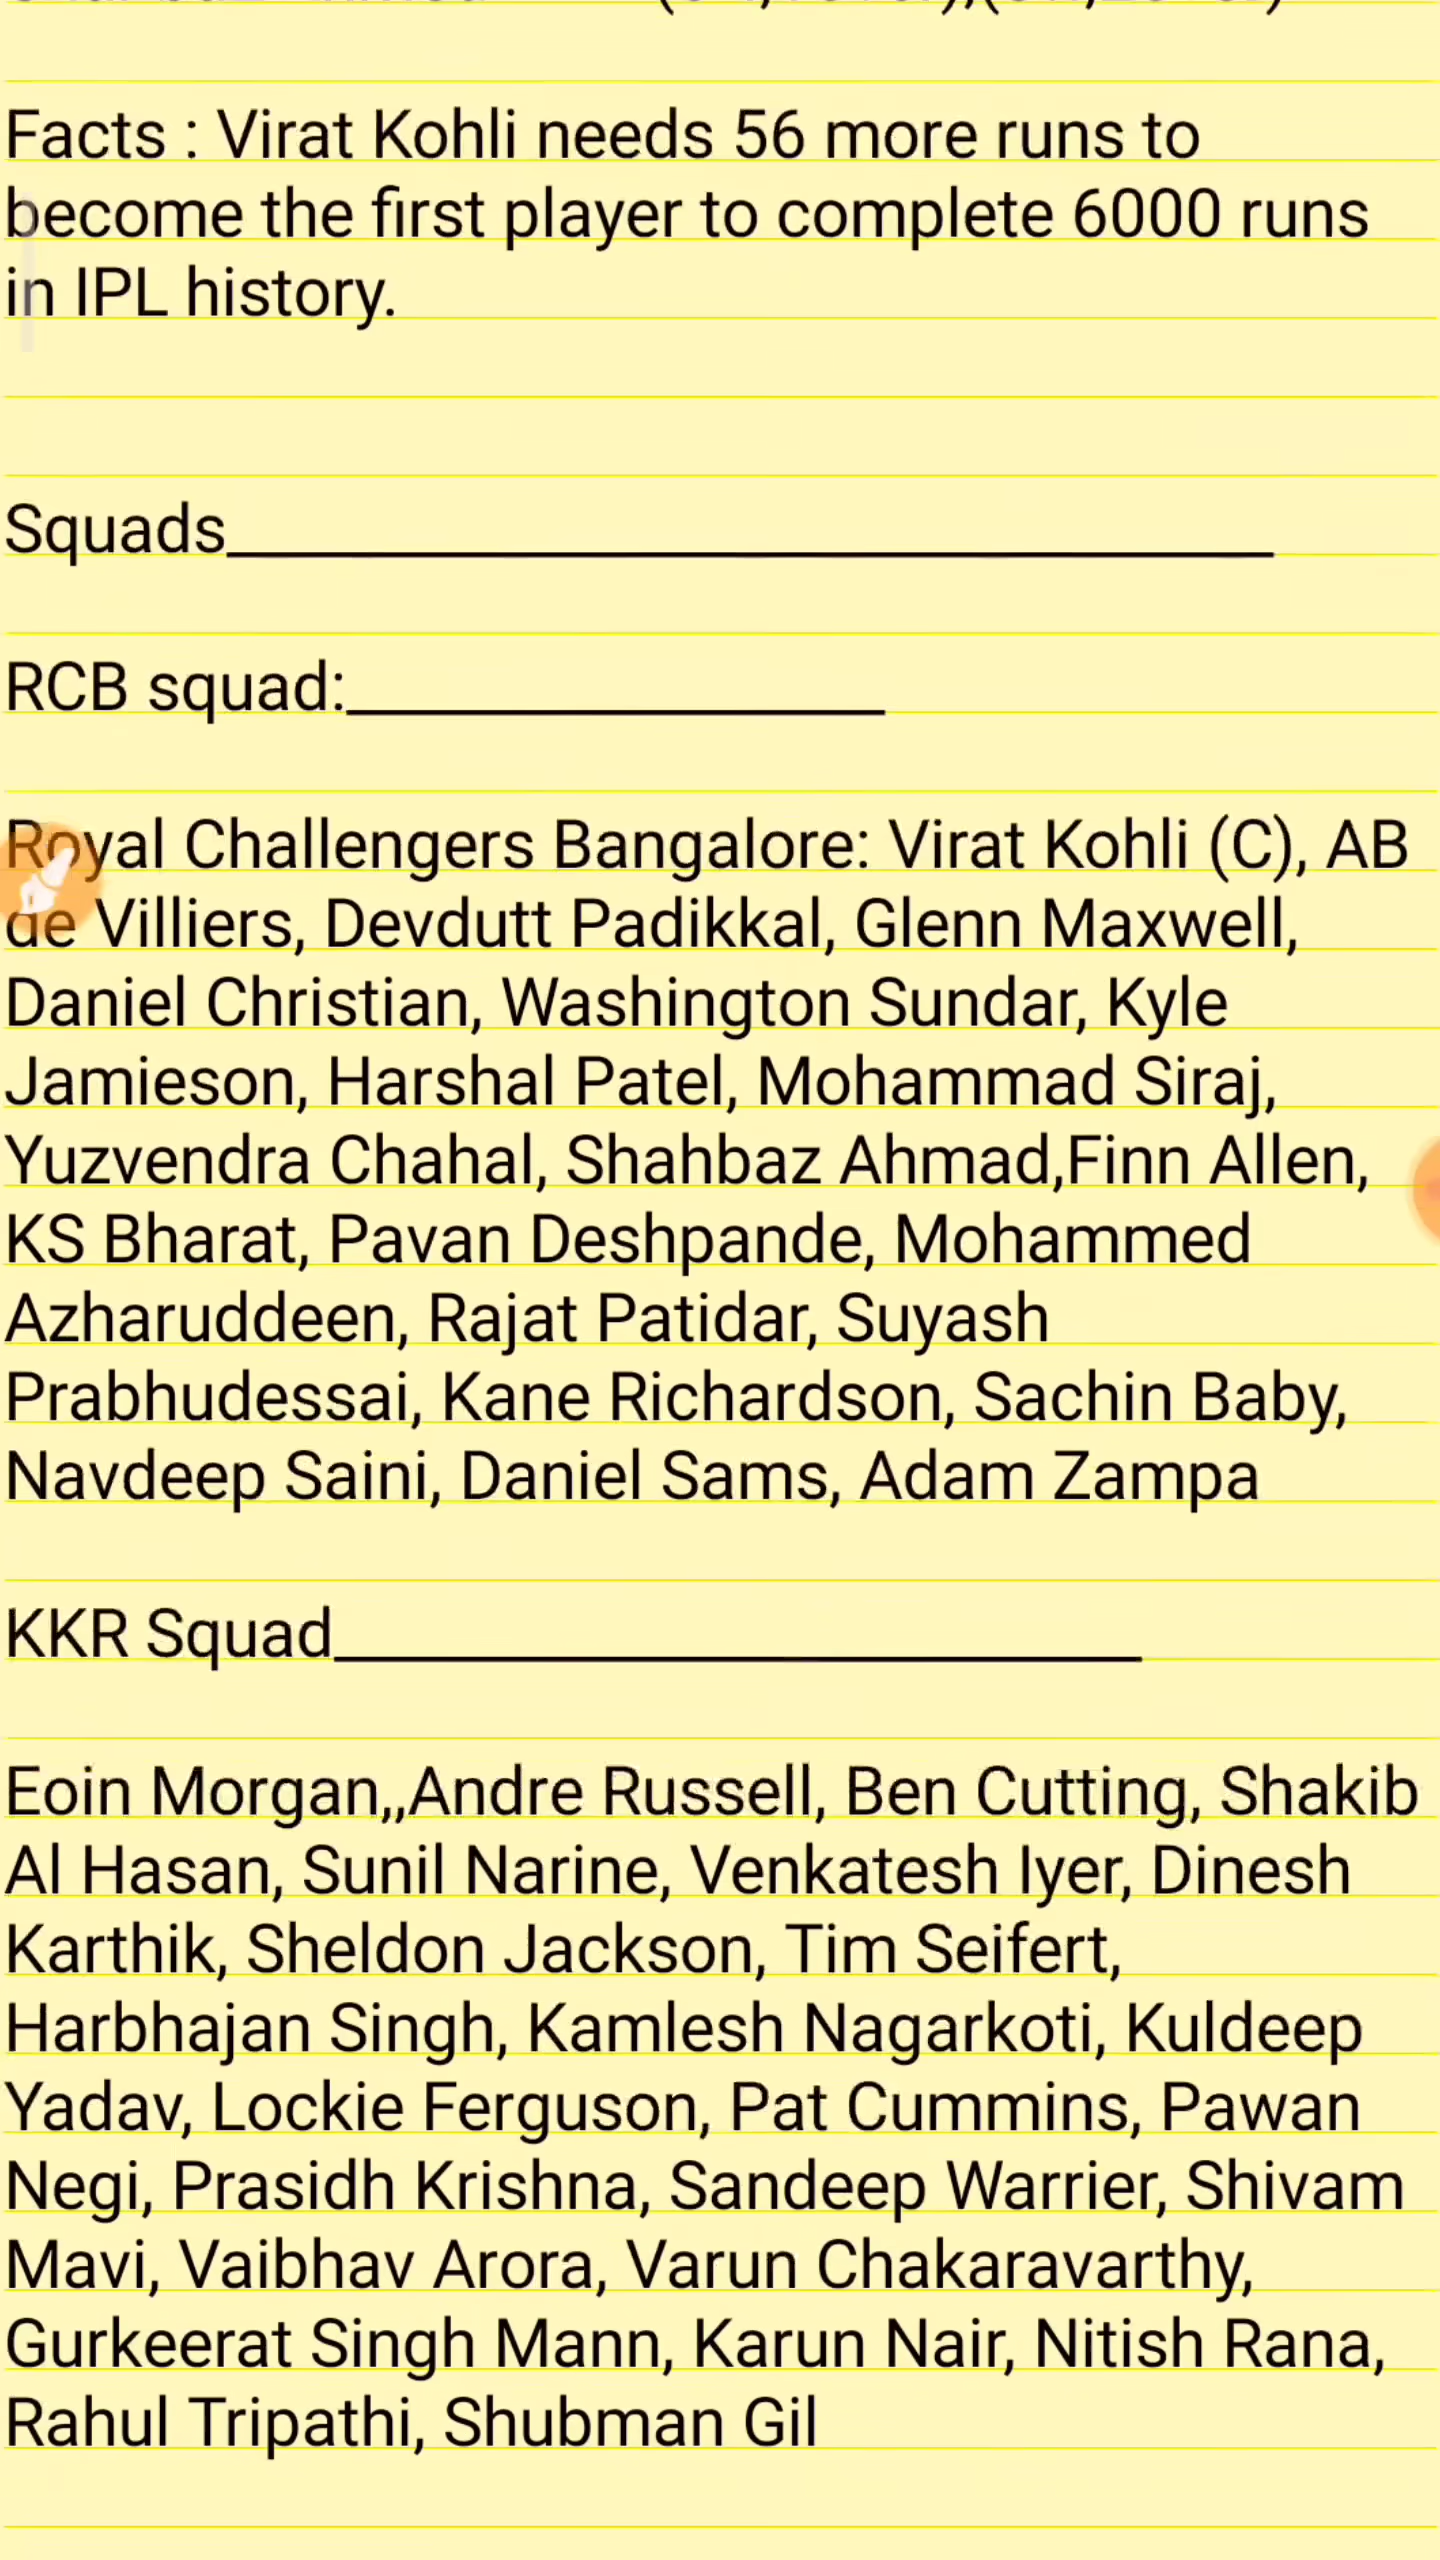 Facts : Virat Kohli needs 56 more runs to
become the first player to complete 6000 runs
in IPL history.
Squads________________________________
RCB squad:________________
Royal Challengers Bangalore: Virat Kohli (C), AB
de Villiers, Devdutt Padikkal, Glenn Maxwell,
Daniel Christian, Washington Sundar, Kyle
Jamieson, Harshal Patel, Mohammad Siraj,
Yuzvendra Chahal, Shahbaz Ahmad,Finn Allen,
KS Bharat, Pavan Deshpande, Mohammed
Azharuddeen, Rajat Patidar, Suyash
Prabhudessai, Kane Richardson, Sachin Baby,
Navdeep Saini, Daniel Sams, Adam Zampa
KKR Squad________________________
Eoin Morgan,,Andre Russell, Ben Cutting, Shakib
Al Hasan, Sunil Narine, Venkatesh Iyer, Dinesh
Karthik, Sheldon Jackson, Tim Seifert,
Harbhajan Singh, Kamlesh Nagarkoti, Kuldeep
Yadav, Lockie Ferguson, Pat Cummins, Pawan
Negi, Prasidh Krishna, Sandeep Warrier, Shivam
Mavi, Vaibhav Arora, Varun Chakaravarthy,
Gurkeerat Singh Mann, Karun Nair, Nitish Rana,
Rahul Tripathi, Shubman Gil